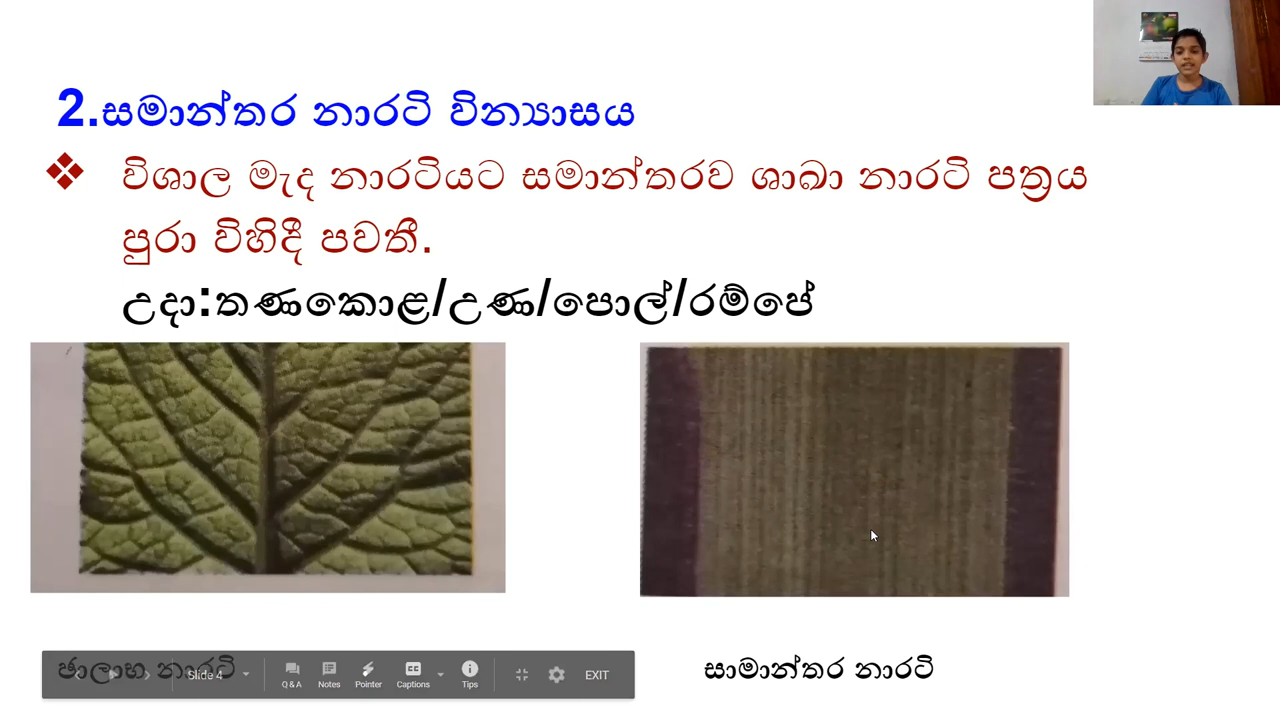 2.සමාන්තර නාරටි වින්‍යාසය
❖ විශාල මැද නාරටියට සමාන්තරව ශාඛා නාරටි පත්‍රය
පුරා විහිදී පවතී.
උදා:තණකොළ/උණ/පොල්/රම්පේ
ජාලාභ නාරටි
සාමාන්තර නාරටි
Slide 4
Q & A
Notes
Pointer
Captions
Tips
EXIT